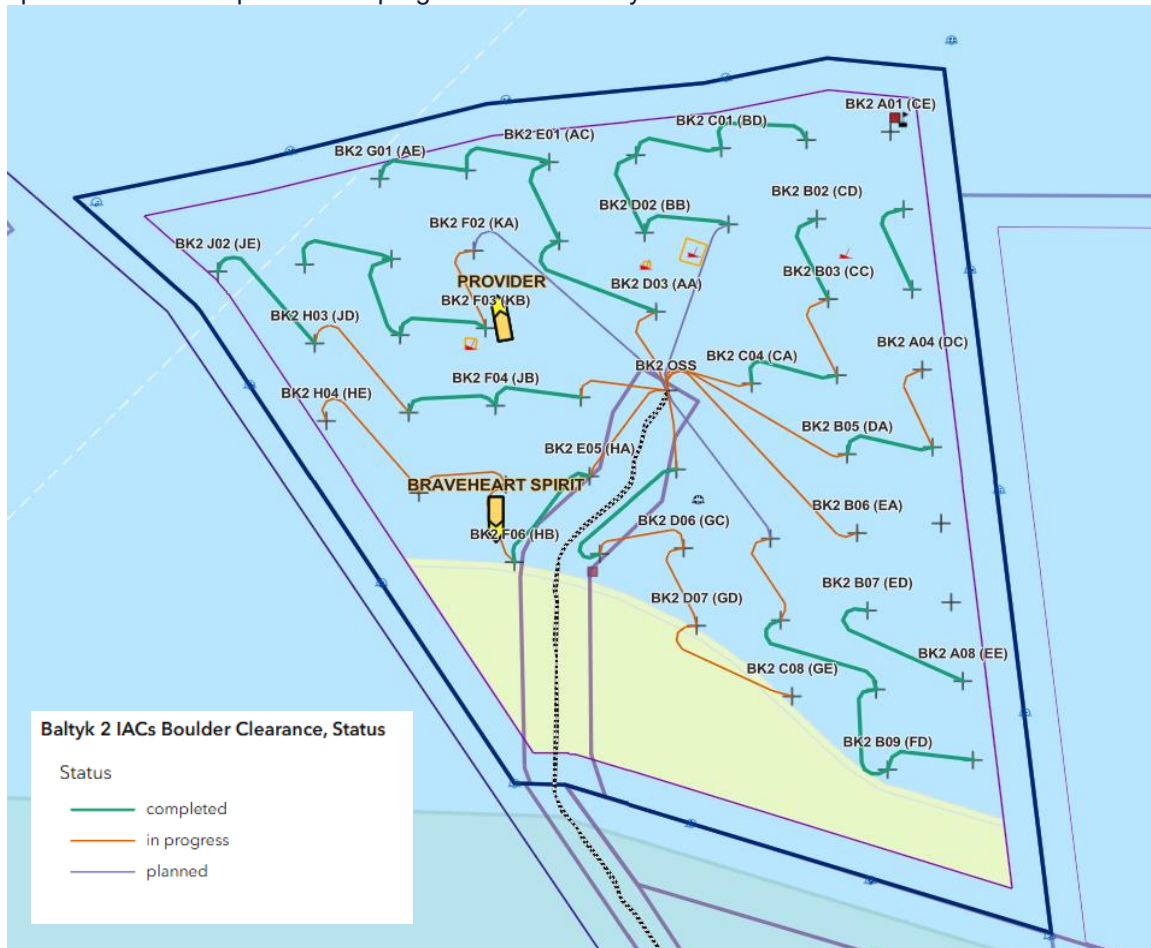 BK2 A01 (CE)
BK2 C01 (BD)
BK2 E01 (AC)
BK2 G01 (AE)
BK2 B02 (CD)
BK2 D02 (BB)
BK2 F02 (KA)
BK2 J02 (JE)
BK2 B03 (CC)
PROVIDER
BK2 D03 (AA)
BK2 F03 (KB)
BK2 H03 (JD)
BK2 A04 (DC)
BK2 C04 (CA)
BK2 OSS
BK2 F04 (JB)
BK2 H04 (HE)
BK2 B05 (DA)
BK2 E05 (HA)
BRAVEHEART SPIRIT
BK2 B06 (EA)
BK2 D06 (GC)
BK2 F06 (HB)
BK2 B07 (ED)
BK2 D07 (GD)
BK2 A08 (EE)
BK2 C08 (GE)
BK2 B09 (FD)
Baltyk 2 IACs Boulder Clearance, Status
Status
completed
in progress
planned